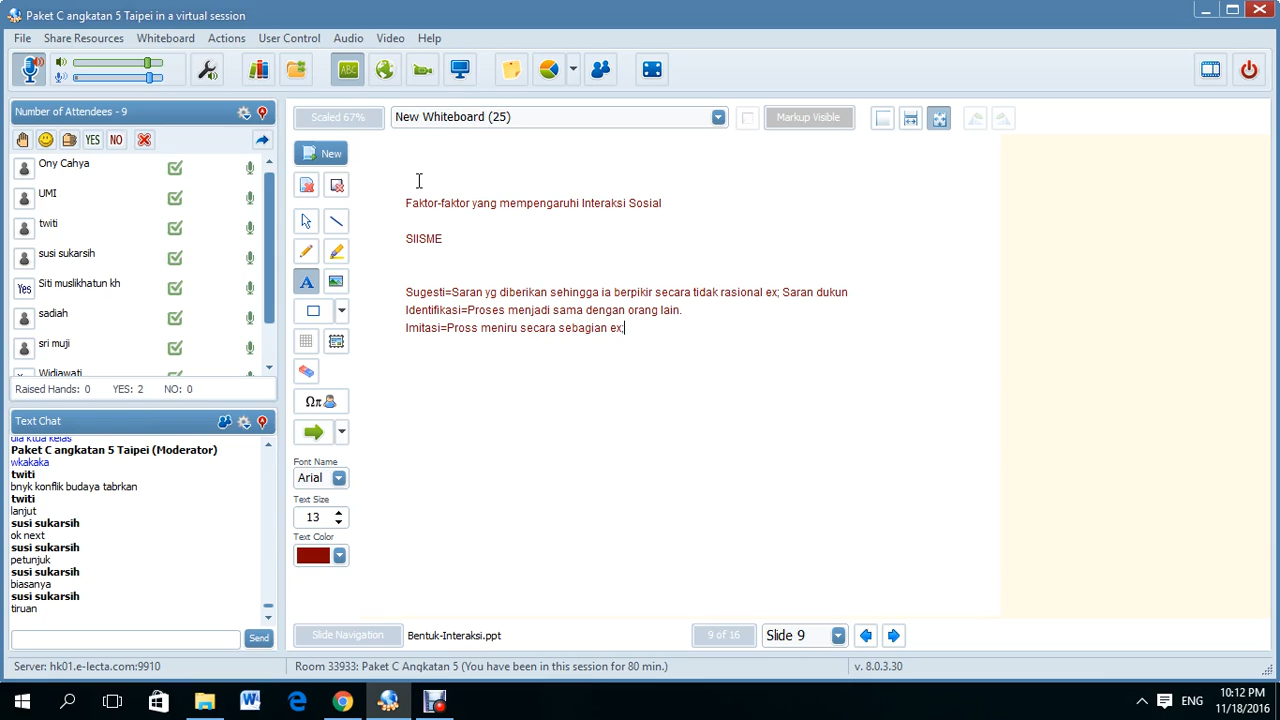 Paket C angkatan 5 Taipei in a virtual session
File Share Resources Whiteboard Actions User Control Audio Video Help
ABC
Number of Attendees - 9
YES NO
Ony Cahya
UMI
twiti
susi sukarsih
Yes Siti muslikhatun kh
sadiah
sri muji
Widiawati
Raised Hands: 0 YES: 2 NO: 0
Text Chat
dia ktua kelas
Paket C angkatan 5 Taipei (Moderator)
wkakaka
twiti
bnyk konflik budaya tabrkan
twiti
lanjut
susi sukarsih
ok next
susi sukarsih
petunjuk
susi sukarsih
biasanya
susi sukarsih
tiruan
Send
Scaled 67% New Whiteboard (25) Markup Visible
New
A
Ωπ
Font Name
Arial
Text Size
13
Text Color
Faktor-faktor yang mempengaruhi Interaksi Sosial
SIISME
Sugesti=Saran yg diberikan sehingga ia berpikir secara tidak rasional ex; Saran dukun
Identifikasi=Proses menjadi sama dengan orang lain.
Imitasi=Pross meniru secara sebagian ex;
Slide Navigation Bentuk-Interaksi.ppt 9 of 16 Slide 9
Server: hk01.e-lecta.com:9910 Room 33933: Paket C Angkatan 5 (You have been in this session for 80 min.) v. 8.0.3.30
ENG
10:12 PM
11/18/2016